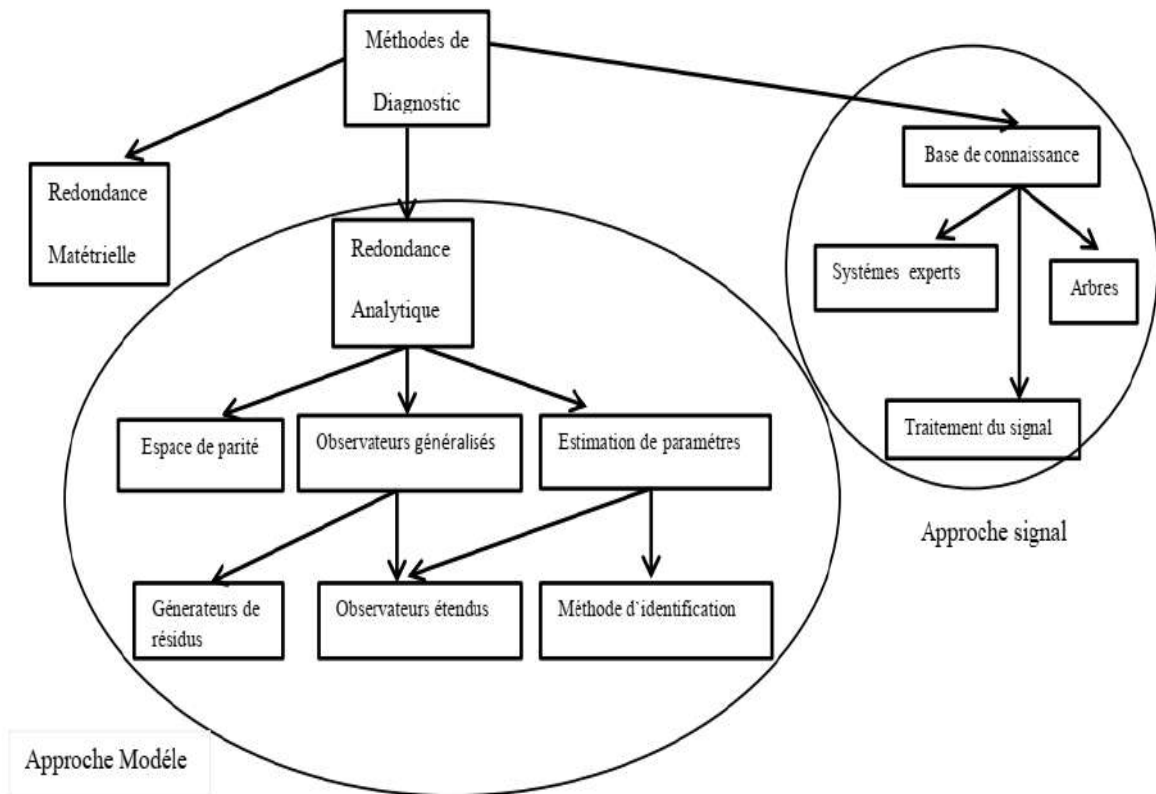 Méthodes de
Diagnostic
Base de connaissance
Redondance
Matétrielle
Redondance
Analytique
Systémes experts
Arbres
Espace de parité
Observateurs généralisés
Estimation de paramétres
Traitement du signal
Approche signal
Génerateurs de
résidus
Observateurs étendus
Méthode d'identification
Approche Modéle